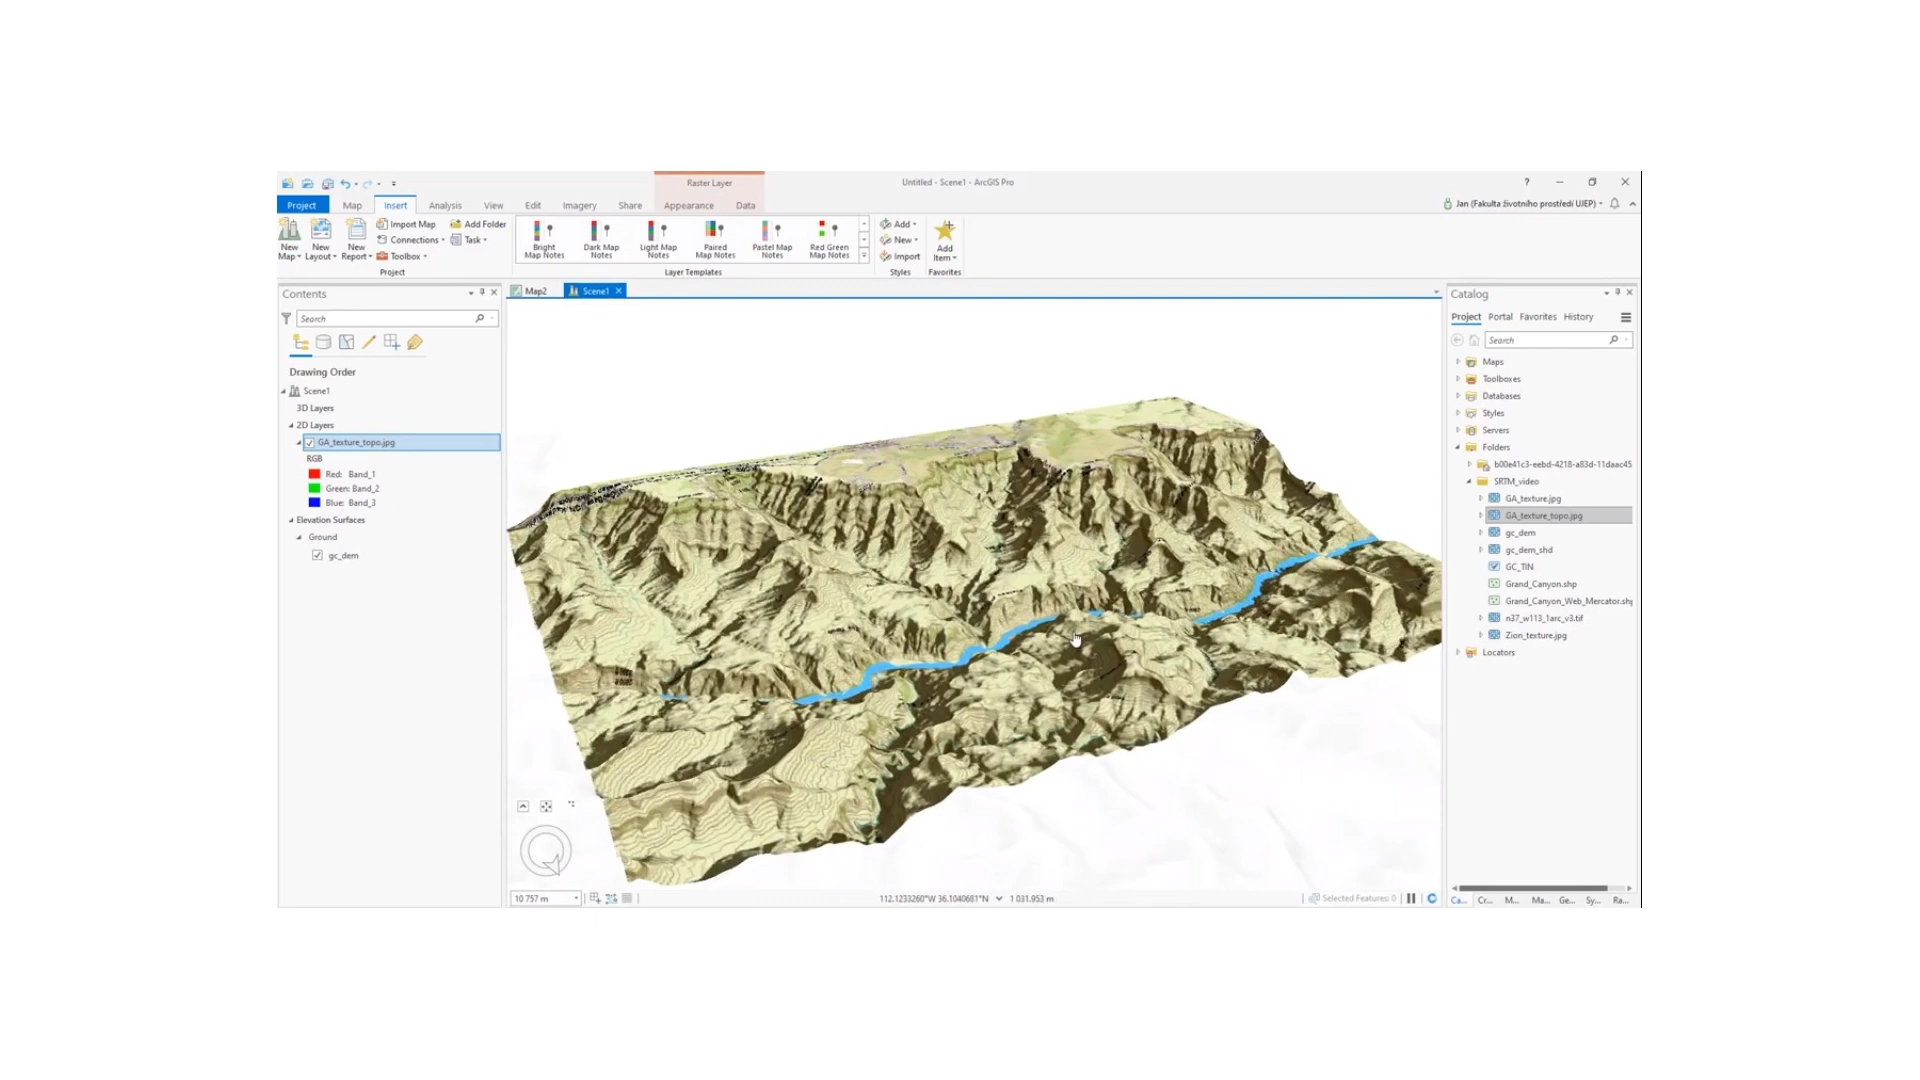 Raster Layer
Untitled - Scene1 - ArcGIS Pro
?
Project Map Insert Analysis View Edit Imagery Share Appearance Data
Jan (Fakulta životního prostředí UJEP)
New Map
New Layout
New Report
Import Map
Connections
Toolbox
Add Folder
Task
Project
Bright Map Notes
Dark Map Notes
Light Map Notes
Paired Map Notes
Pastel Map Notes
Red Green Map Notes
Layer Templates
Add
New
Import
Styles
Add Item
Favorites
Contents
Search
Drawing Order
Scene1
3D Layers
2D Layers
GA_texture_topo.jpg
RGB
Red: Band_1
Green: Band_2
Blue: Band_3
Elevation Surfaces
Ground
gc_dem
Map2
Scene1
10 757 m
112.1233260°W 36.1040681°N
1 031,953 m
Selected Features: 0
Catalog
Project Portal Favorites History
Search
Maps
Toolboxes
Databases
Styles
Servers
Folders
b00e41c3-eebd-4218-a83d-11daac45
SRTM_video
GA_texture.jpg
GA_texture_topo.jpg
gc_dem
gc_dem_shd
GC_TIN
Grand_Canyon.shp
Grand_Canyon_Web_Mercator.shp
n37_w113_1arc_v3.tif
Zion_texture.jpg
Locators
Ca... Cr... M... Ma... Ge... Sy... Ra...